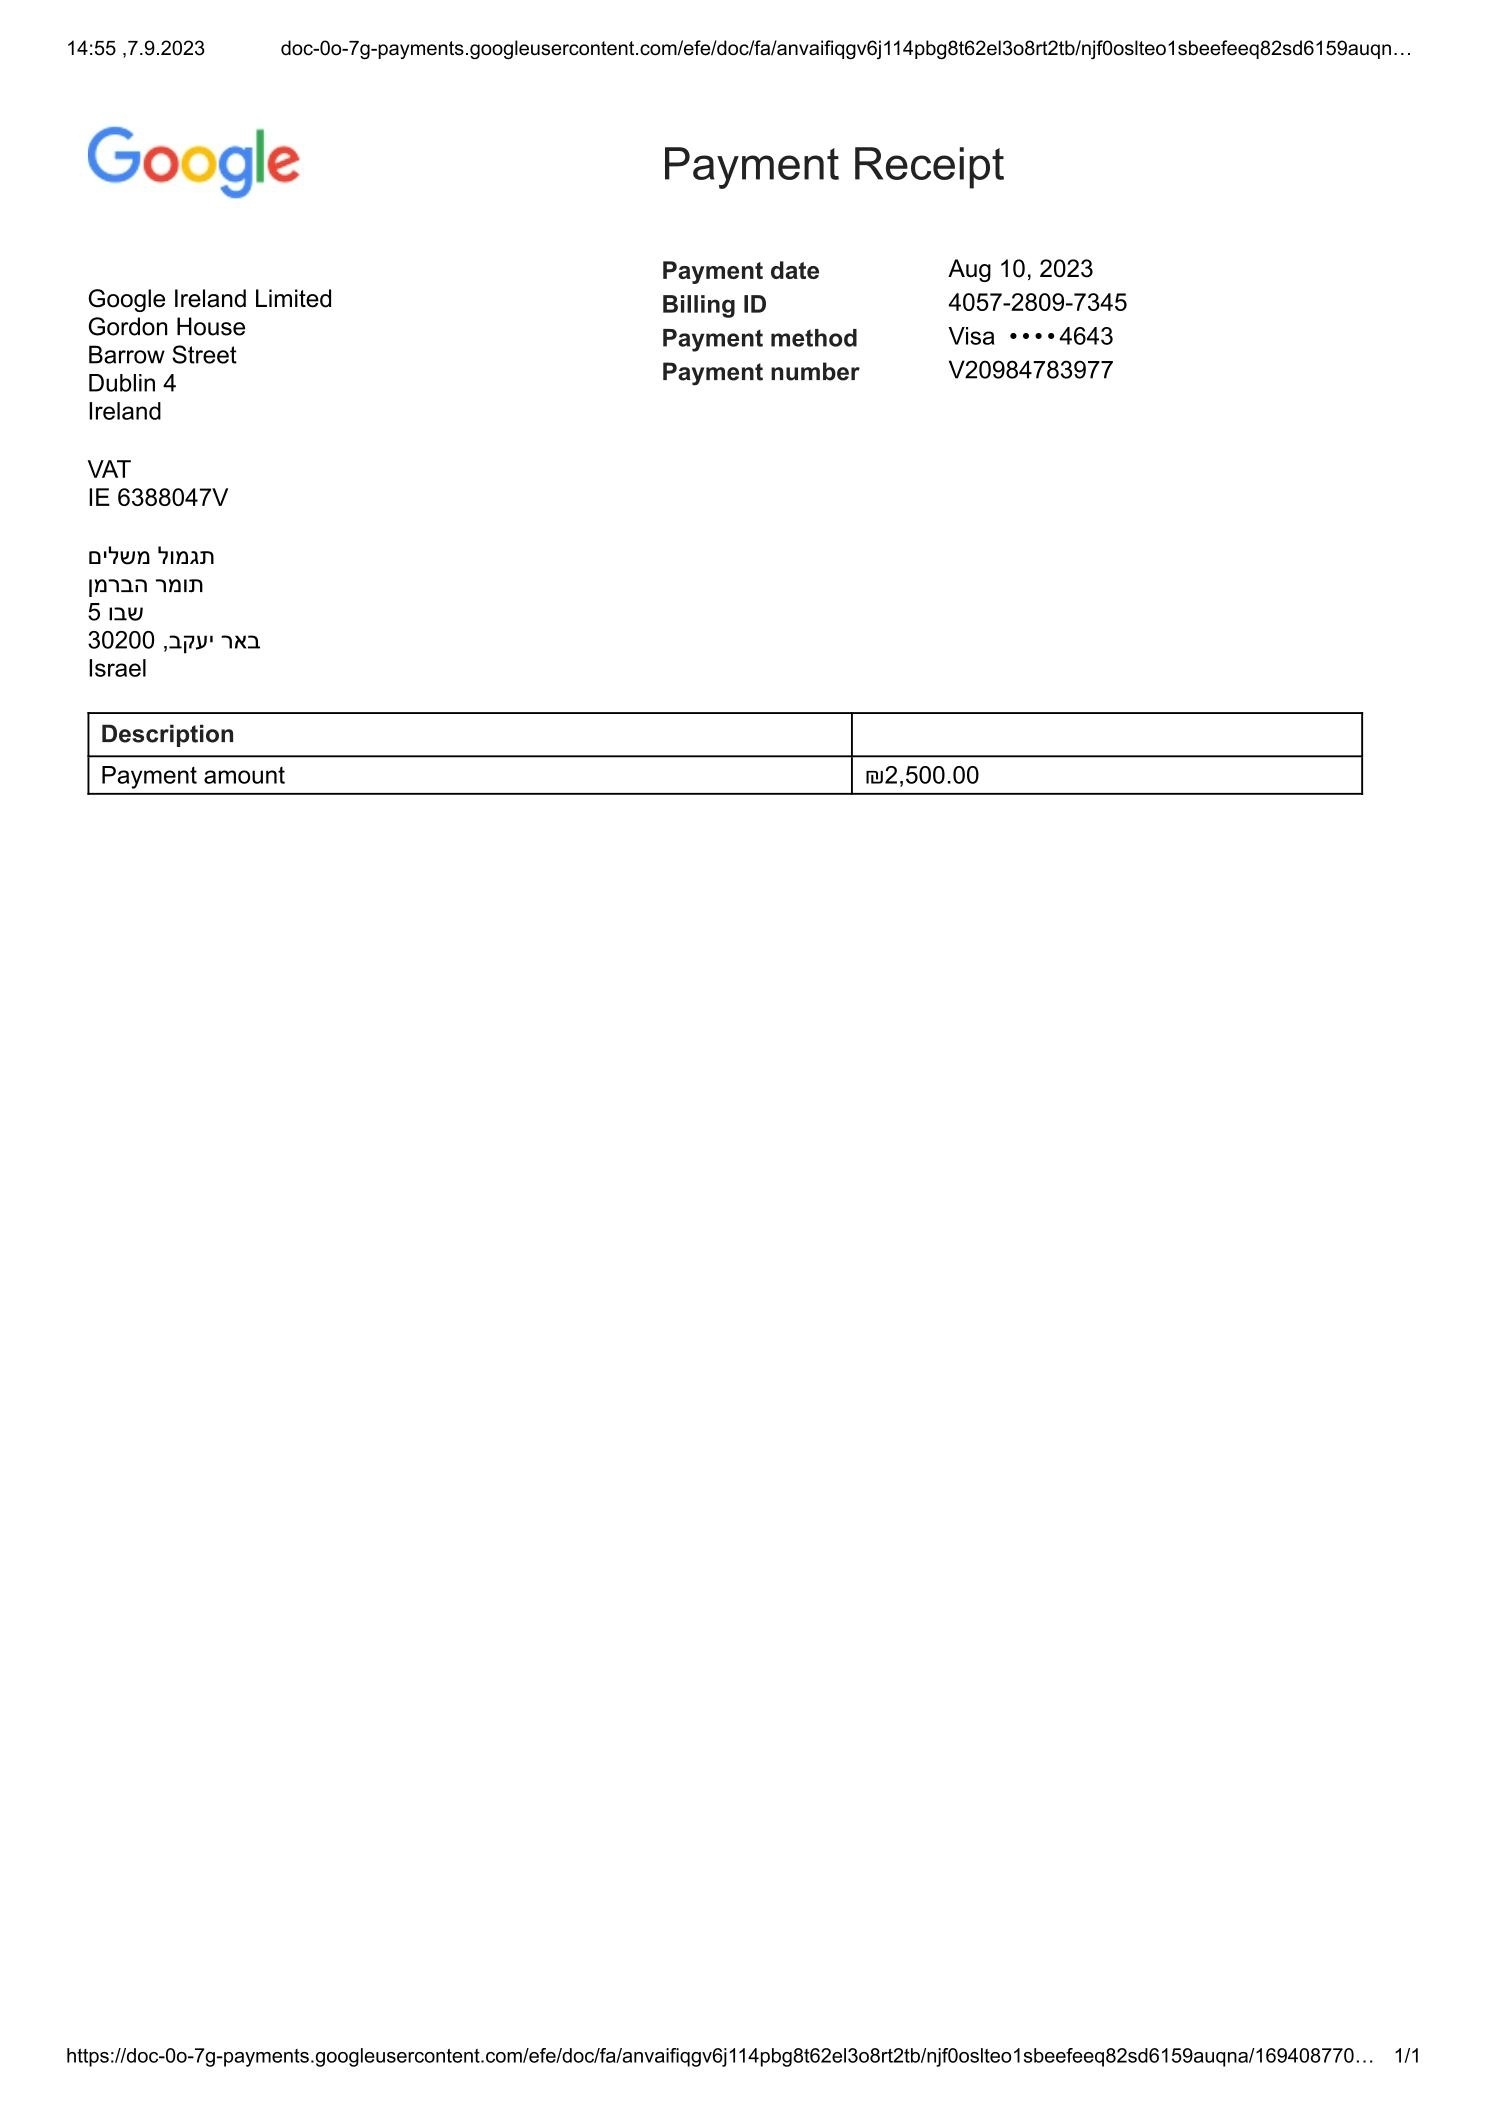 14:55 ,7.9.2023 doc-0o-7g-payments.googleusercontent.com/efe/doc/fa/anvaifiqgv6j114pbg8t62el3o8rt2tb/njf0oslteo1sbeefeeq82sd6159auqn…
Google
Payment Receipt
Payment date Aug 10, 2023
Billing ID 4057-2809-7345
Payment method Visa ••••4643
Payment number V20984783977
Google Ireland Limited
Gordon House
Barrow Street
Dublin 4
Ireland
VAT
IE 6388047V
תגמול משלים
תומר הברמן
שבו 5
באר יעקב, 30200
Israel
Description
Payment amount ₪2,500.00
https://doc-0o-7g-payments.googleusercontent.com/efe/doc/fa/anvaifiqgv6j114pbg8t62el3o8rt2tb/njf0oslteo1sbeefeeq82sd6159auqna/169408770… 1/1